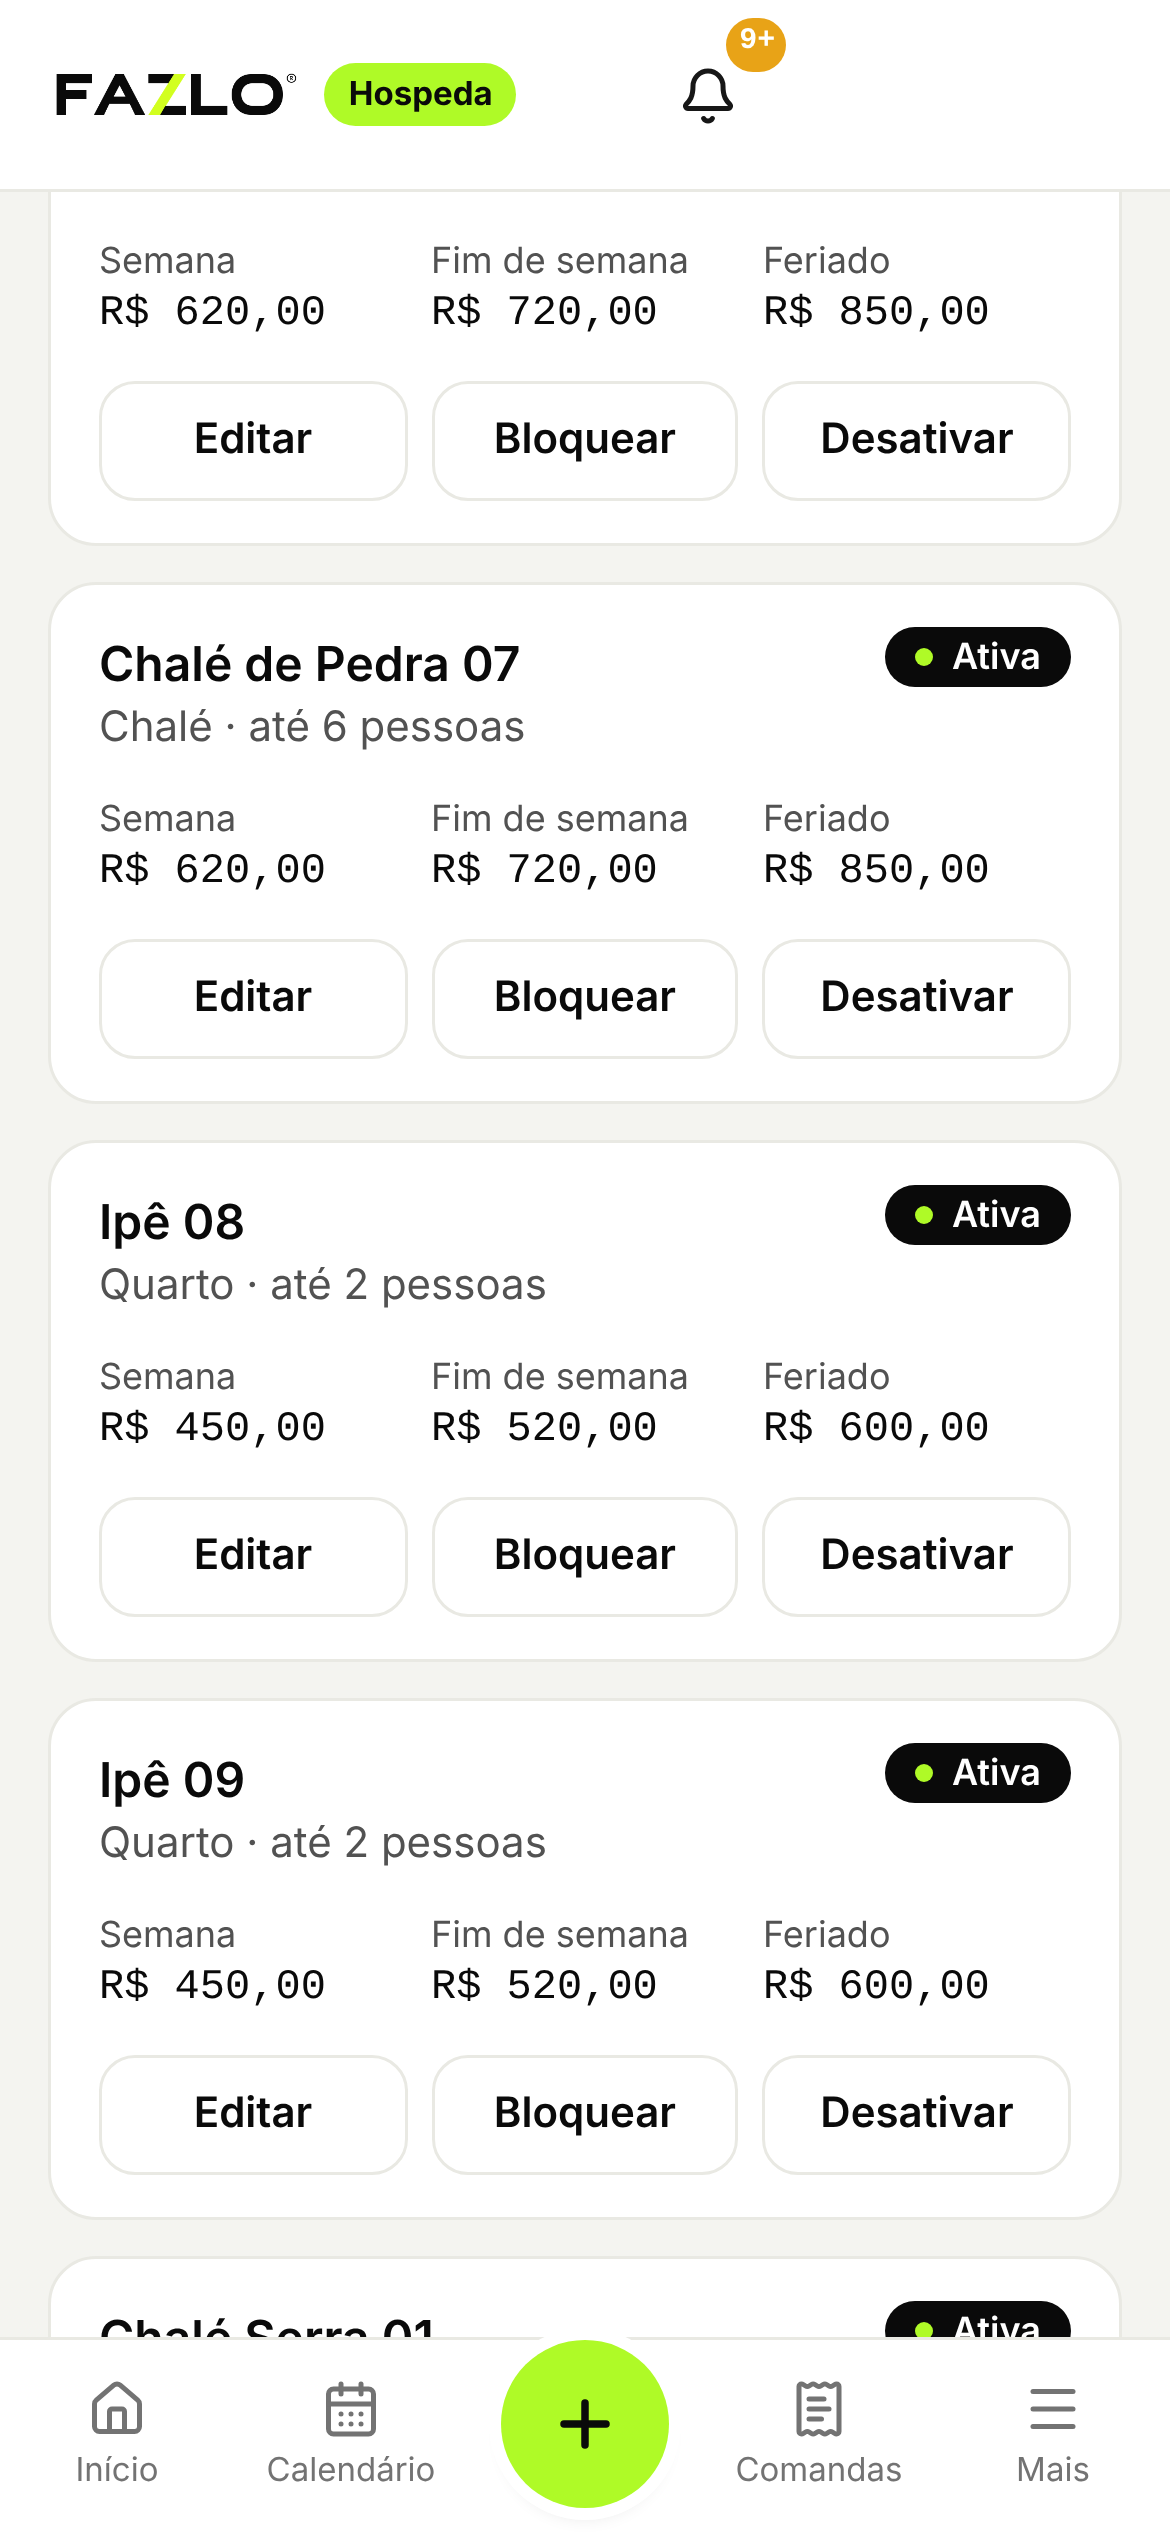 FAZLO®
Hospeda
9+
Semana Fim de semana Feriado
R$ 620,00 R$ 720,00 R$ 850,00
Editar Bloquear Desativar
Chalé de Pedra 07 Ativa
Chalé · até 6 pessoas
Semana Fim de semana Feriado
R$ 620,00 R$ 720,00 R$ 850,00
Editar Bloquear Desativar
Ipê 08 Ativa
Quarto · até 2 pessoas
Semana Fim de semana Feriado
R$ 450,00 R$ 520,00 R$ 600,00
Editar Bloquear Desativar
Ipê 09 Ativa
Quarto · até 2 pessoas
Semana Fim de semana Feriado
R$ 450,00 R$ 520,00 R$ 600,00
Editar Bloquear Desativar
Chalé Serra 01 Ativa
Início Calendário Comandas Mais